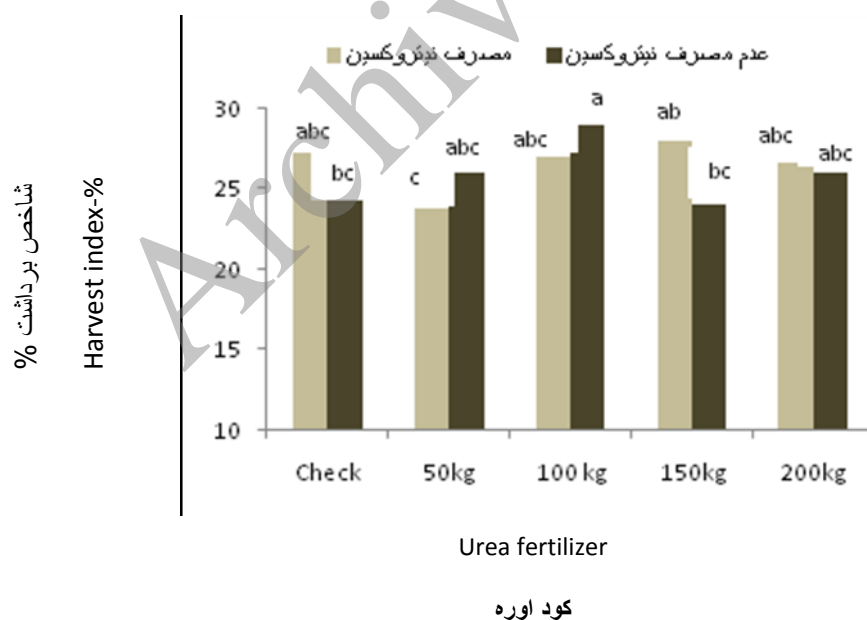 مصرف نیتروکسین عدم مصرف نیتروکسین
30
25
20
15
10
abc
bc
c
abc
abc
a
ab
bc
abc
abc
Check 50kg 100 kg 150kg 200kg
شاخص برداشت %
Harvest index-%
Urea fertilizer
کود اوره
Archiv